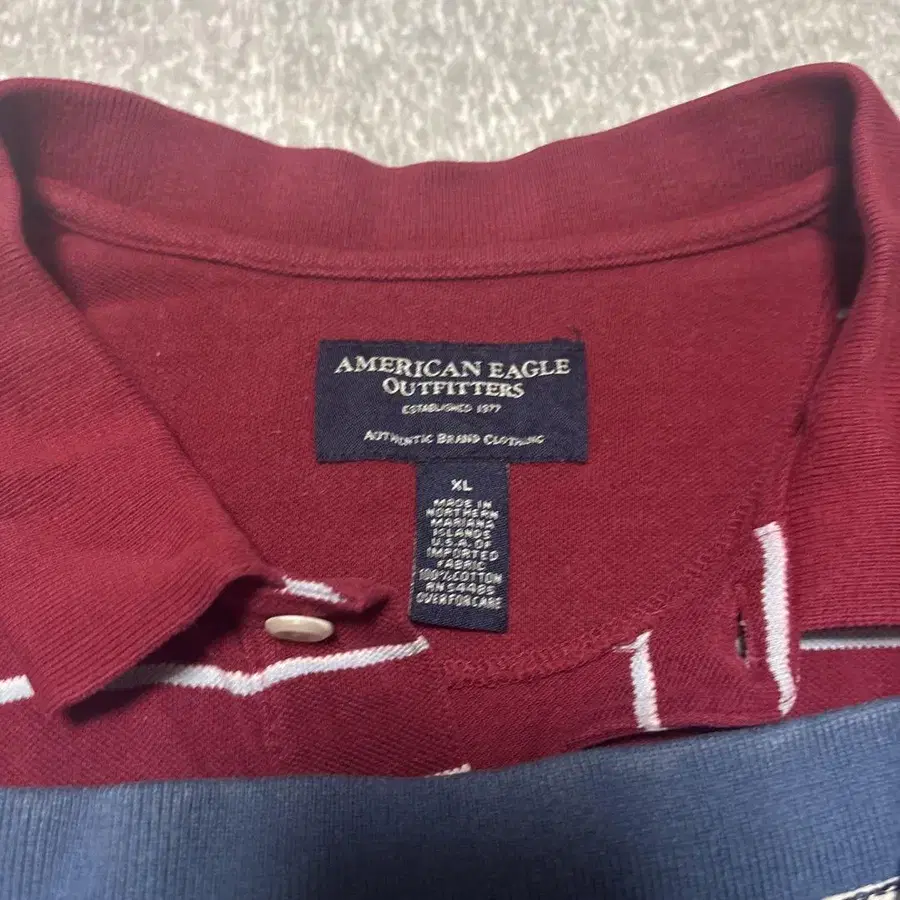 AMERICAN EAGLE
OUTFITTERS
ESTABLISHED 1977
AUTHENTIC BRAND CLOTHING
XL
MADE IN
NORTHERN
MARIANA
ISLANDS
U.S.A. OF
IMPORTED
FABRIC
100% COTTON
RN 54485
OVER FOR CARE